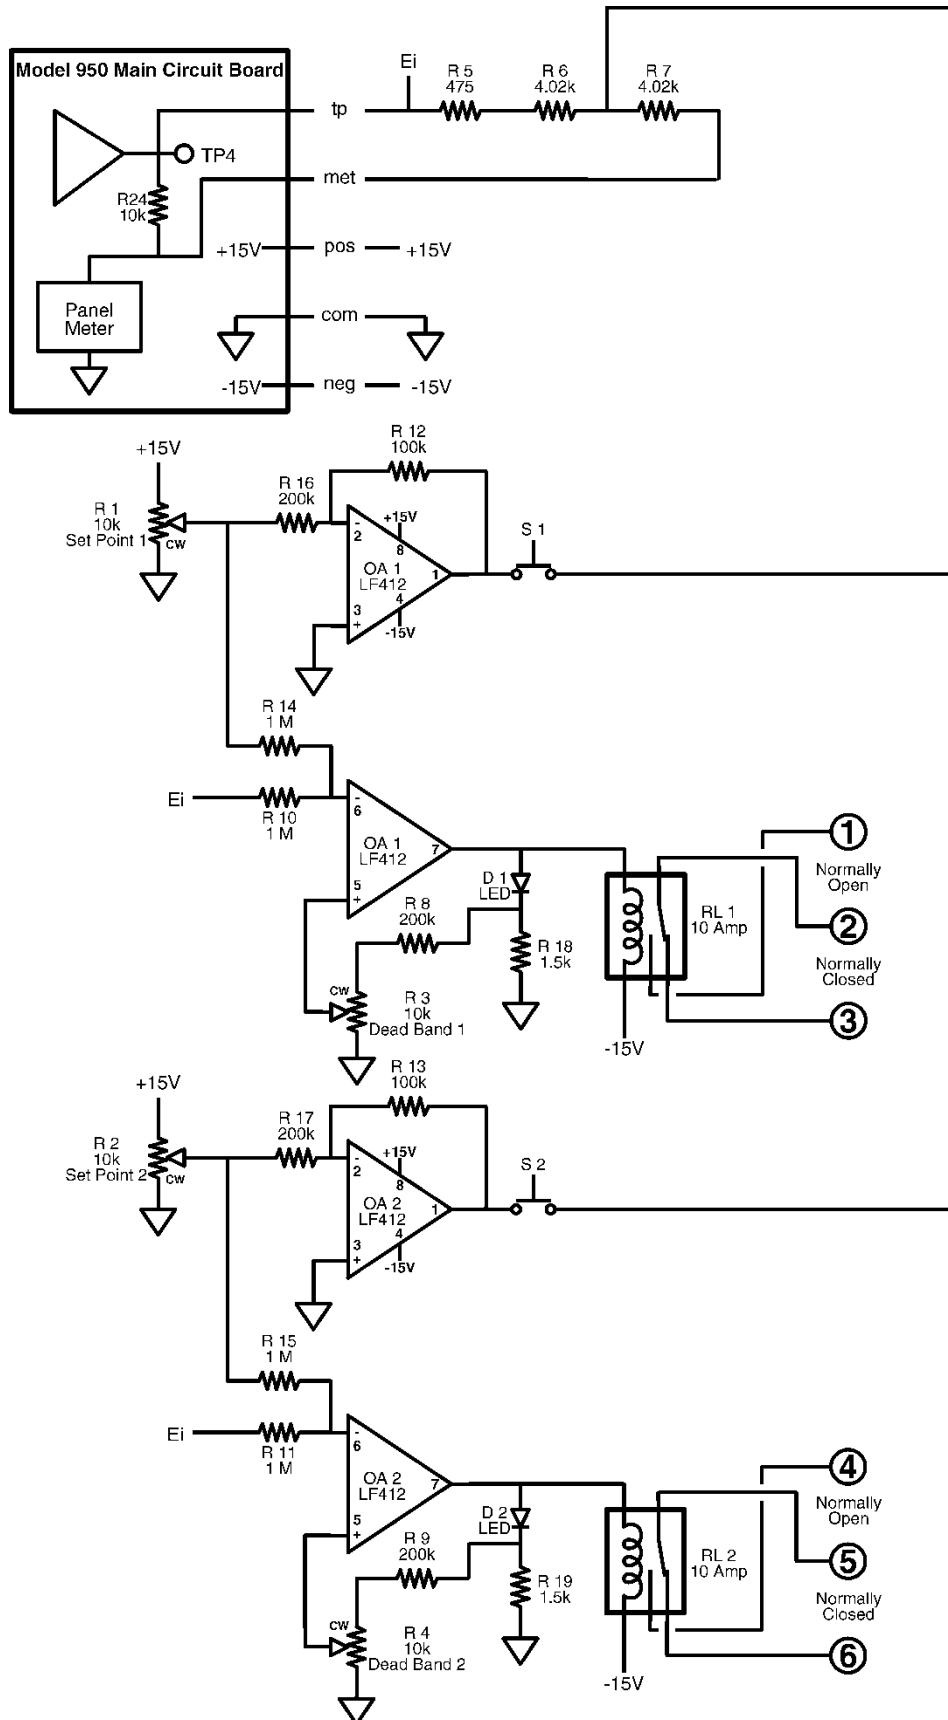 Model 950 Main Circuit Board
tp
Ei
R 5
475
R 6
4.02k
R 7
4.02k
TP4
met
R24
10k
+15V
pos
+15V
Panel
Meter
com
-15V
neg
-15V
+15V
R 1
10k
Set Point 1
CW
R 16
200k
R 12
100k
-
2
+15V
8
OA 1
LF412
1
4
-15V
3
+
S 1
R 14
1 M
Ei
R 10
1 M
-
6
OA 1
LF412
7
5
+
D 1
LED
R 8
200k
R 18
1.5k
CW
R 3
10k
Dead Band 1
RL 1
10 Amp
-15V
1
Normally
Open
2
Normally
Closed
3
+15V
R 2
10k
Set Point 2
CW
R 17
200k
R 13
100k
-
2
+15V
8
OA 2
LF412
1
4
-15V
3
+
S 2
R 15
1 M
Ei
R 11
1 M
-
6
OA 2
LF412
7
5
+
D 2
LED
R 9
200k
R 19
1.5k
CW
R 4
10k
Dead Band 2
RL 2
10 Amp
-15V
4
Normally
Open
5
Normally
Closed
6